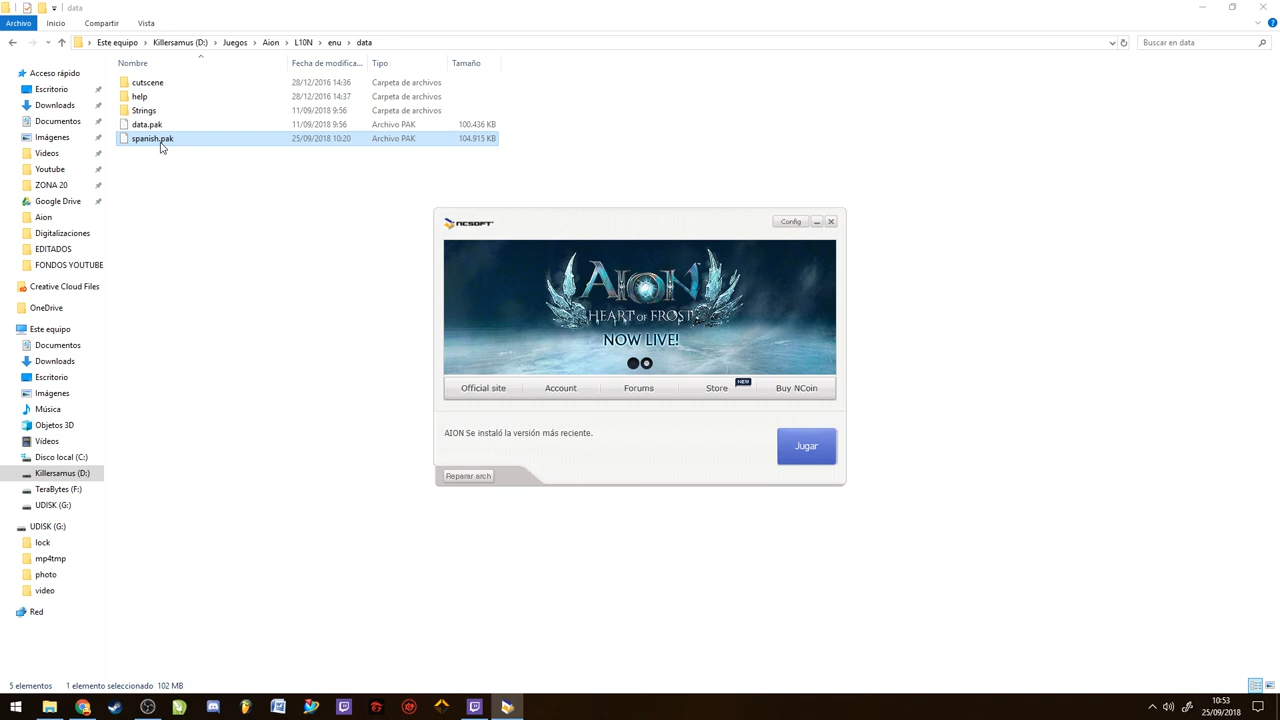 data
Archivo
Inicio
Compartir
Vista
Este equipo
Killersamus (D:)
Juegos
Aion
L10N
enu
data
Buscar en data
Nombre
Fecha de modifica...
Tipo
Tamaño
cutscene 28/12/2016 14:36 Carpeta de archivos
help 28/12/2016 14:37 Carpeta de archivos
Strings 11/09/2018 9:56 Carpeta de archivos
data.pak 11/09/2018 9:56 Archivo PAK 100.436 KB
spanish.pak 25/09/2018 10:20 Archivo PAK 104.915 KB
Acceso rápido
Escritorio
Downloads
Documentos
Imágenes
Videos
Youtube
ZONA 20
Google Drive
Aion
Digitalizaciones
EDITADOS
FONDOS YOUTUBE
Creative Cloud Files
OneDrive
Este equipo
Documentos
Downloads
Escritorio
Imágenes
Música
Objetos 3D
Vídeos
Disco local (C:)
Killersamus (D:)
TeraBytes (F:)
UDISK (G:)
UDISK (G:)
lock
mp4tmp
photo
video
Red
NCSOFT
Config
AION
HEART OF FROST
NOW LIVE!
Official site
Account
Forums
Store
NEW
Buy NCoin
AION Se instaló la versión más reciente.
Jugar
Reparar arch
5 elementos
1 elemento seleccionado 102 MB
10:53
25/09/2018